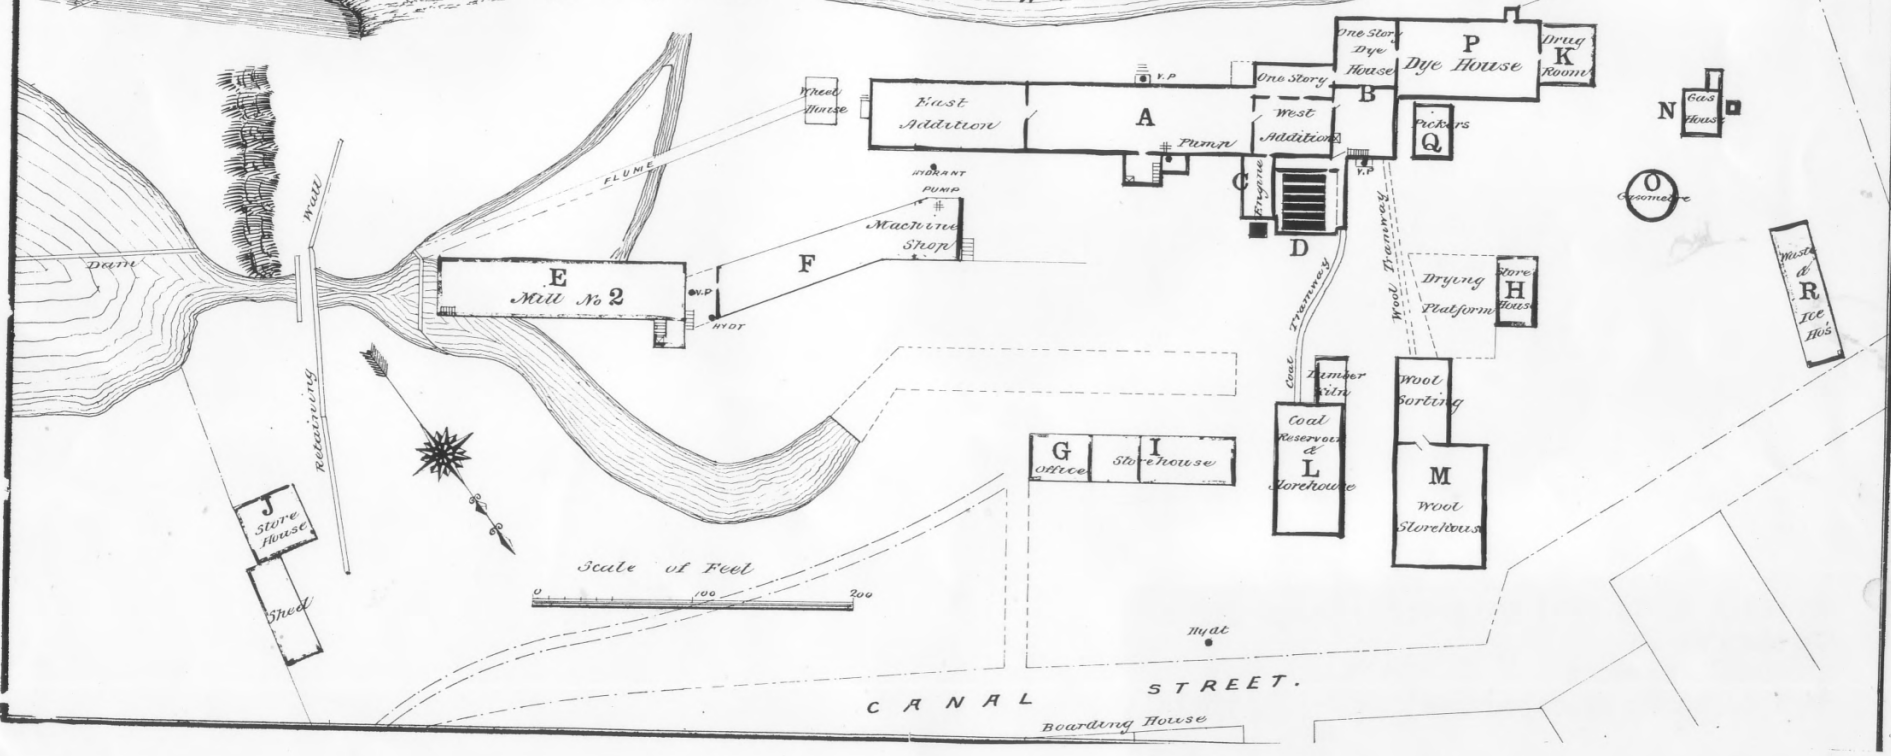 One Story
Dye
House
P
Dye House
Drug
K
Room
B
V.P
One Story
West
Addition
East
Addition
A
Pump
Wheel
House
Pickers
Q
N
Gas
House
O
Gasometre
FLUME
HYDRANT
PUMP
Machine
Shop
F
C
Engine
D
V.P
Wall
Dam
E
Mill No 2
V.P
HYDT
Coal Tramway
Wool Tramway
Drying
Platform
Store
H
House
Waste
&
R
Ice
Ho's
Retaining
Lumber
Kiln
Wool
Sorting
Coal
Reservoir
&
L
Storehouse
G
Office
I
Storehouse
M
Wool
Storehouse
J
Store
House
Shed
Scale of Feet
0 100 200
Hydt
CANAL STREET.
Boarding House